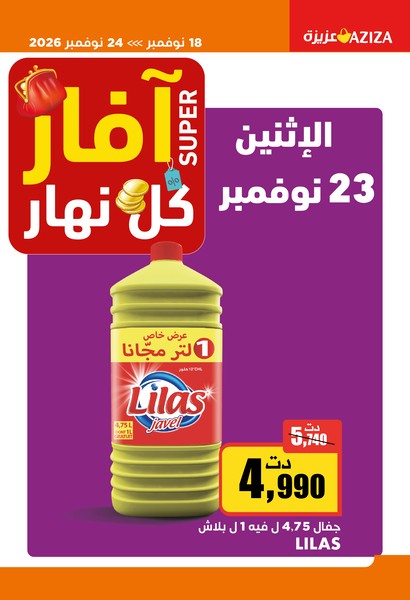 18 نوفمبر >>> 24 نوفمبر 2026
عزيزة AZIZA
آفار
SUPER
كل نهار
الإثنين
23 نوفمبر
عرض خاص
1 لتر مجّانا
Lilas
javel
4,75 L
5,740 دت
4,990 دت
جفال 4.75 ل فيه 1 ل بلاش
LILAS